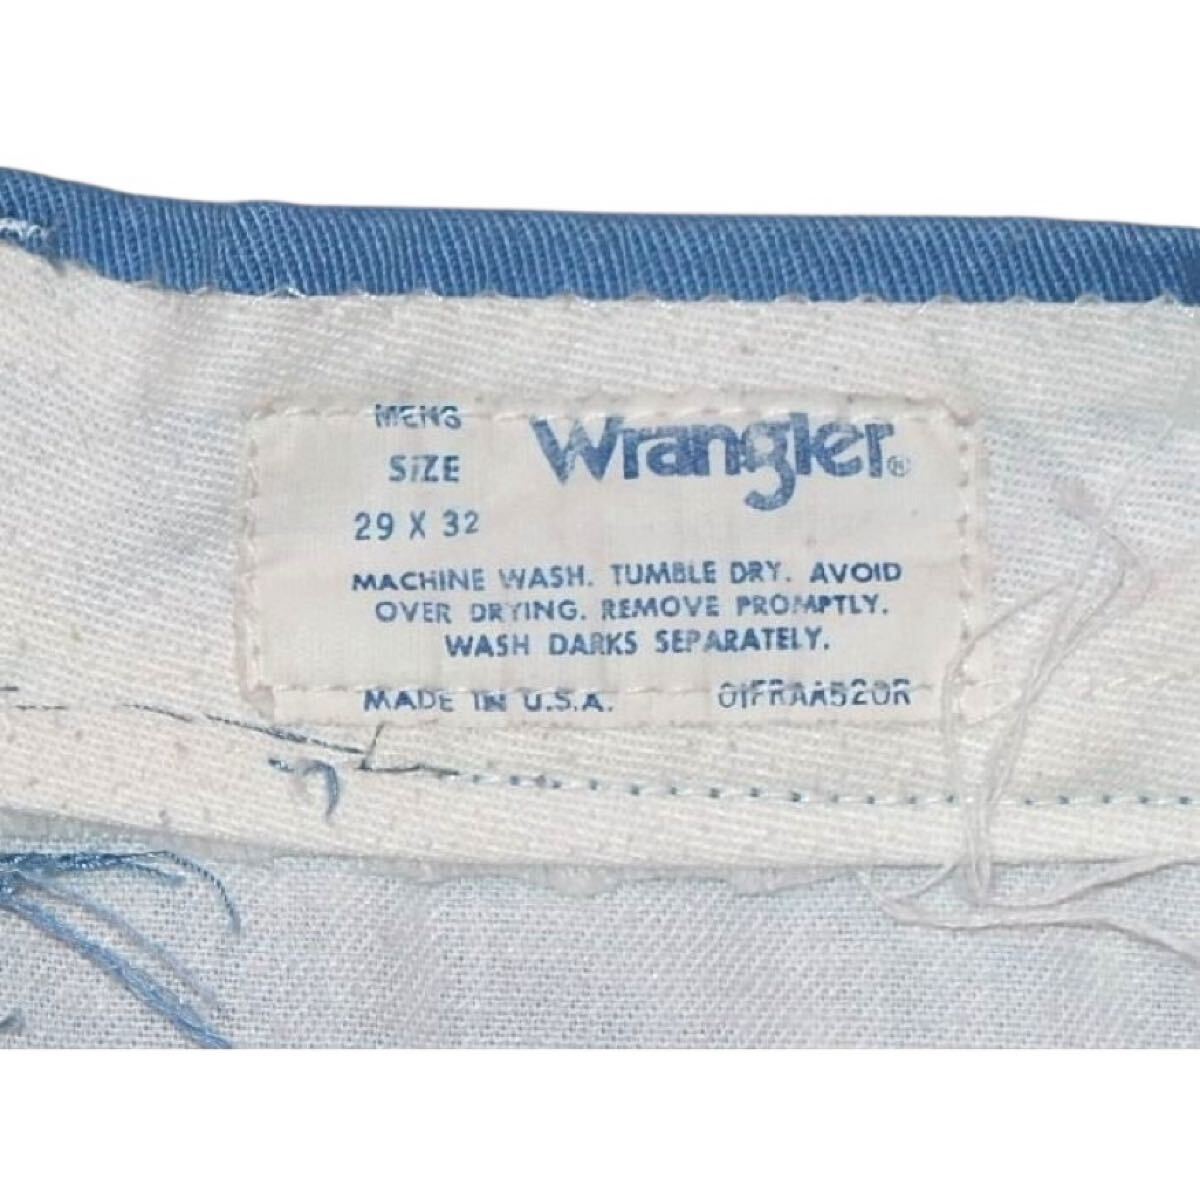 MENS
Wrangler®
SIZE
29 X 32
MACHINE WASH. TUMBLE DRY. AVOID
OVER DRYING. REMOVE PROMPTLY.
WASH DARKS SEPARATELY.
MADE IN U.S.A. 01FRAA520R